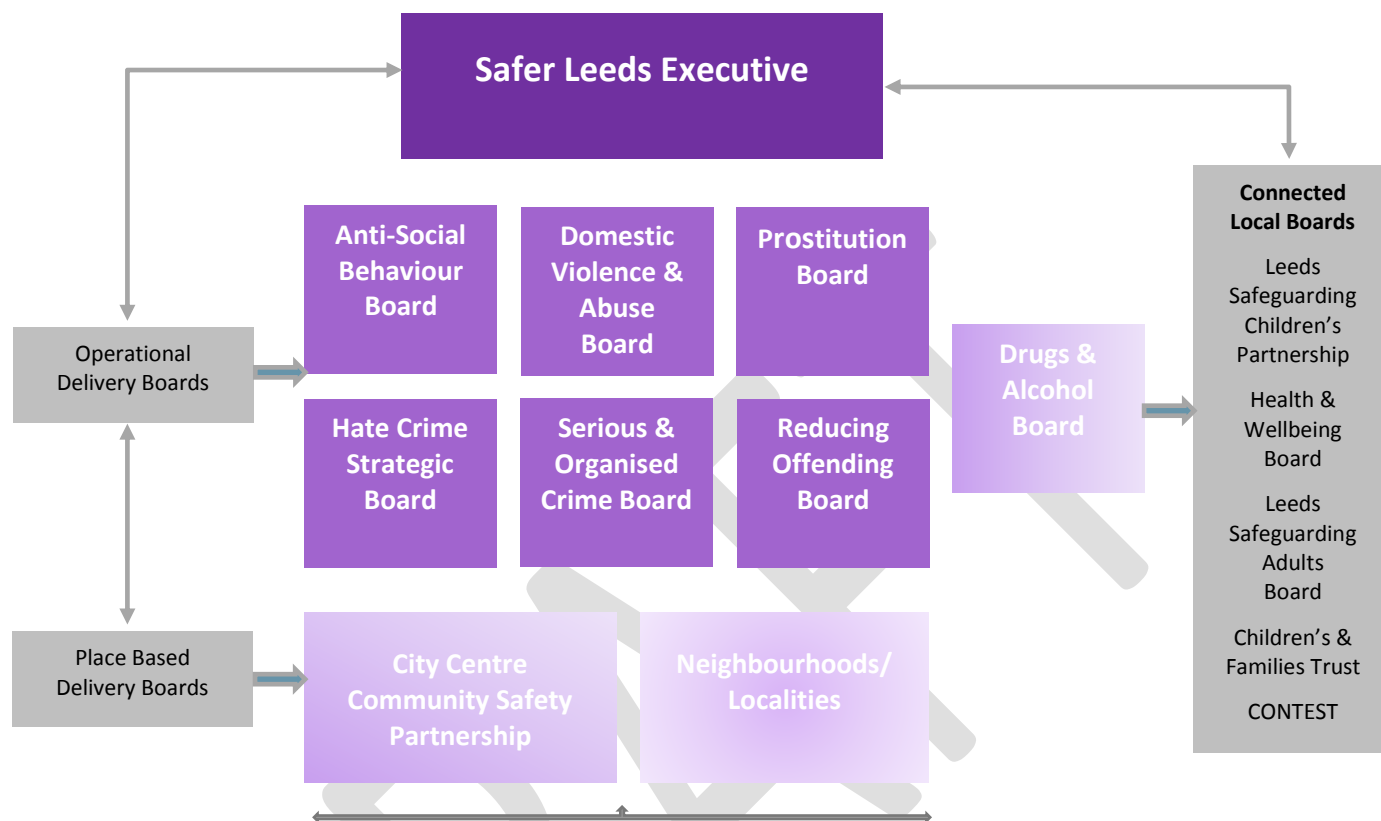 Safer Leeds Executive
Anti-Social
Behaviour
Board
Domestic
Violence &
Abuse
Board
Prostitution
Board
Operational
Delivery Boards
Hate Crime
Strategic
Board
Serious &
Organised
Crime Board
Reducing
Offending
Board
Drugs &
Alcohol
Board
Place Based
Delivery Boards
City Centre
Community Safety
Partnership
Neighbourhoods/
Localities
Connected
Local Boards
Leeds
Safeguarding
Children’s
Partnership
Health &
Wellbeing
Board
Leeds
Safeguarding
Adults
Board
Children’s &
Families Trust
CONTEST